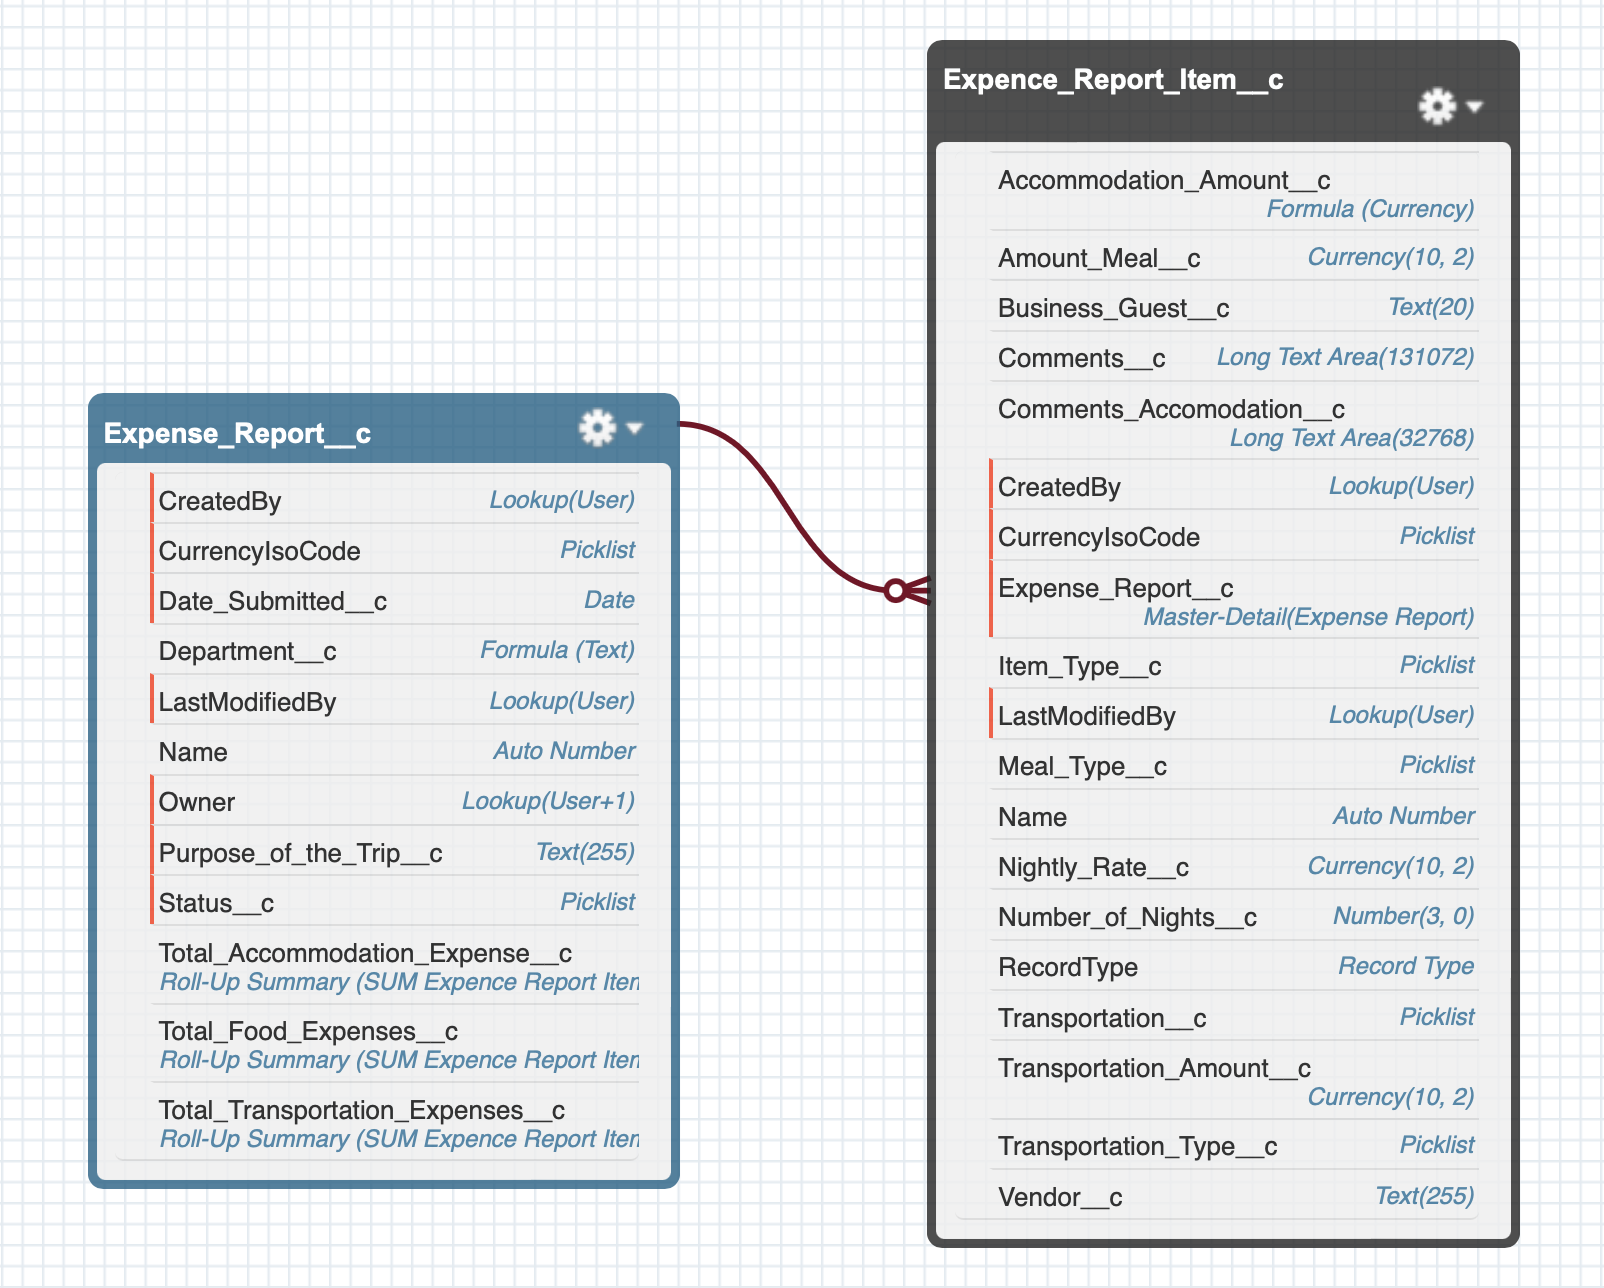 Expense_Report__c
CreatedBy Lookup(User)
CurrencyIsoCode Picklist
Date_Submitted__c Date
Department__c Formula (Text)
LastModifiedBy Lookup(User)
Name Auto Number
Owner Lookup(User+1)
Purpose_of_the_Trip__c Text(255)
Status__c Picklist
Total_Accommodation_Expense__c
Roll-Up Summary (SUM Expence Report Iten
Total_Food_Expenses__c
Roll-Up Summary (SUM Expence Report Iten
Total_Transportation_Expenses__c
Roll-Up Summary (SUM Expence Report Iten
Expence_Report_Item__c
Accommodation_Amount__c
Formula (Currency)
Amount_Meal__c Currency(10, 2)
Business_Guest__c Text(20)
Comments__c Long Text Area(131072)
Comments_Accomodation__c
Long Text Area(32768)
CreatedBy Lookup(User)
CurrencyIsoCode Picklist
Expense_Report__c
Master-Detail(Expense Report)
Item_Type__c Picklist
LastModifiedBy Lookup(User)
Meal_Type__c Picklist
Name Auto Number
Nightly_Rate__c Currency(10, 2)
Number_of_Nights__c Number(3, 0)
RecordType Record Type
Transportation__c Picklist
Transportation_Amount__c
Currency(10, 2)
Transportation_Type__c Picklist
Vendor__c Text(255)